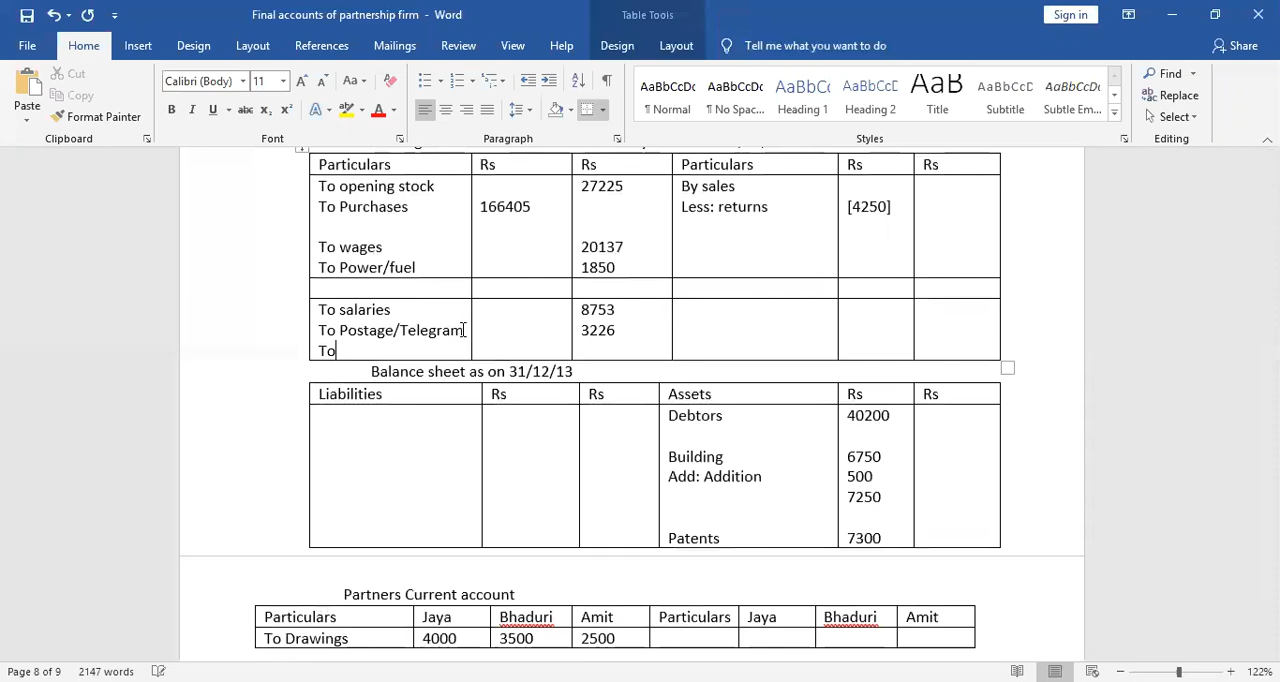 Final accounts of partnership firm - Word
Table Tools
Sign in
File Home Insert Design Layout References Mailings Review View Help Design Layout Tell me what you want to do Share
Paste
Cut
Copy
Format Painter
Clipboard
Calibri (Body) 11
Font
Paragraph
AaBbCcDc AaBbCcDc AaBbCc AaBbCcD AaB AaBbCcD AaBbCcDc
¶ Normal ¶ No Spac... Heading 1 Heading 2 Title Subtitle Subtle Em...
Styles
Find
Replace
Select
Editing
Particulars Rs Rs Particulars Rs Rs
To opening stock 27225 By sales
To Purchases 166405 Less: returns [4250]
To wages 20137
To Power/fuel 1850
To salaries 8753
To Postage/Telegram 3226
To
Balance sheet as on 31/12/13
Liabilities Rs Rs Assets Rs Rs
Debtors 40200
Building 6750
Add: Addition 500
7250
Patents 7300
Partners Current account
Particulars Jaya Bhaduri Amit Particulars Jaya Bhaduri Amit
To Drawings 4000 3500 2500
Page 8 of 9 2147 words 122%